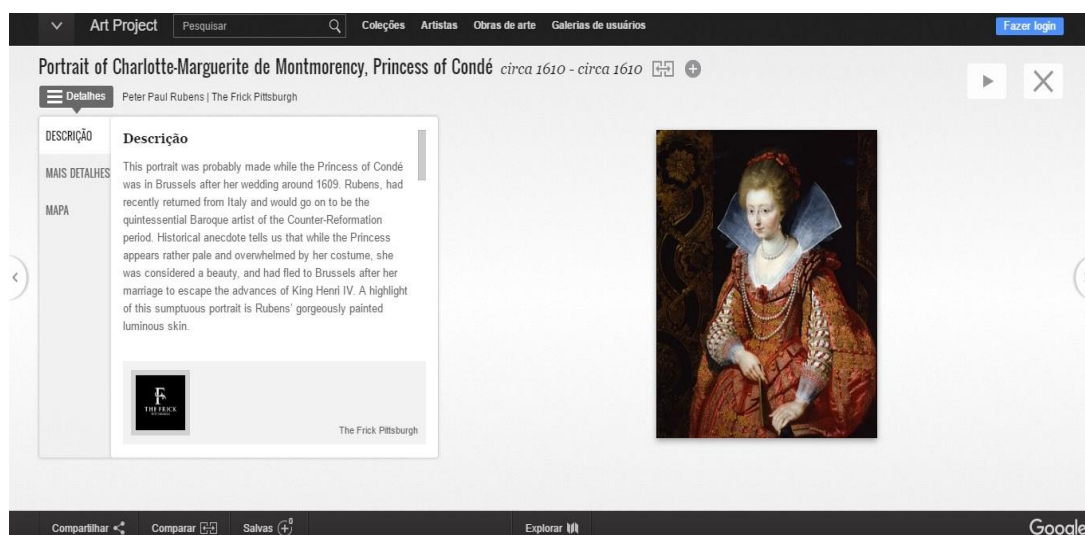 Art Project Pesquisar Coleções Artistas Obras de arte Galerias de usuários Fazer login
Portrait of Charlotte-Marguerite de Montmorency, Princess of Condé circa 1610 - circa 1610
Detalhes Peter Paul Rubens | The Frick Pittsburgh
DESCRIÇÃO
MAIS DETALHES
MAPA
Descrição
This portrait was probably made while the Princess of Condé
was in Brussels after her wedding around 1609. Rubens, had
recently returned from Italy and would go on to be the
quintessential Baroque artist of the Counter-Reformation
period. Historical anecdote tells us that while the Princess
appears rather pale and overwhelmed by her costume, she
was considered a beauty, and had fled to Brussels after her
marriage to escape the advances of King Henri IV. A highlight
of this sumptuous portrait is Rubens' gorgeously painted
luminous skin.
F
THE FRICK
The Frick Pittsburgh
Compartilhar Comparar Salvas 0 Explorar Google